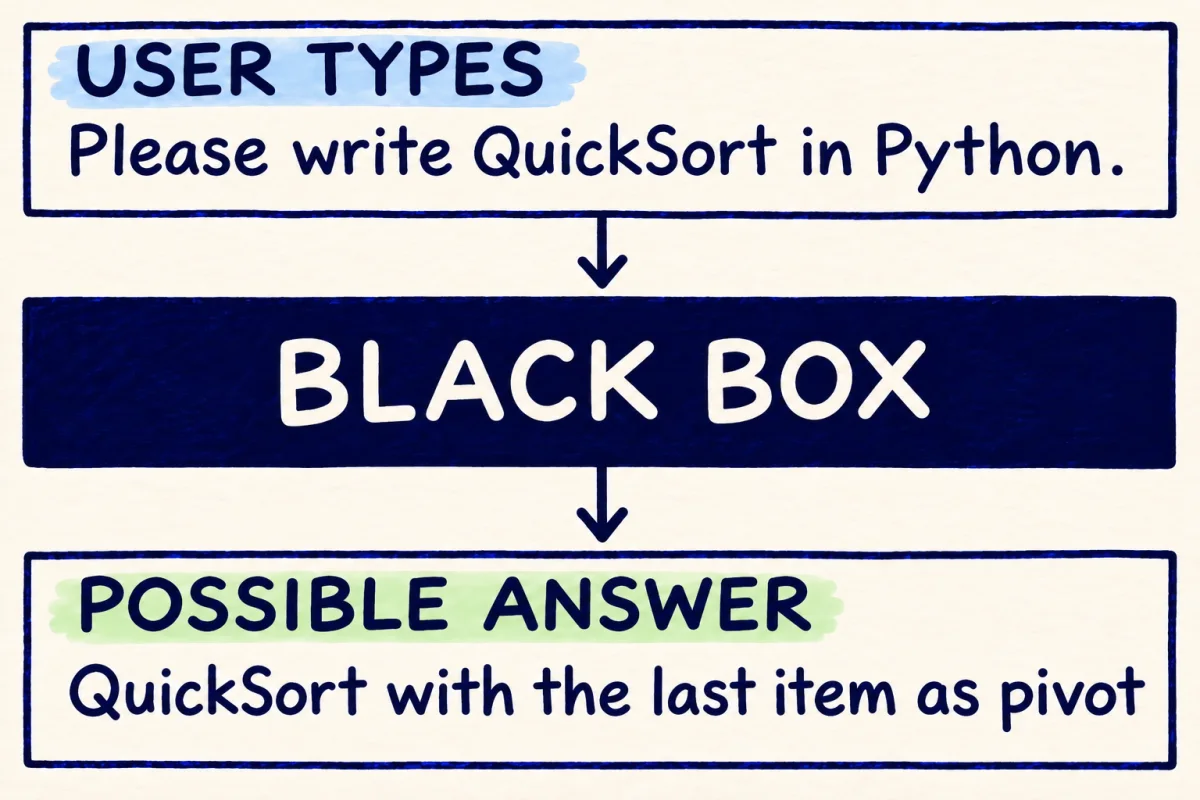 USER TYPES
Please write QuickSort in Python.
BLACK BOX
POSSIBLE ANSWER
QuickSort with the last item as pivot